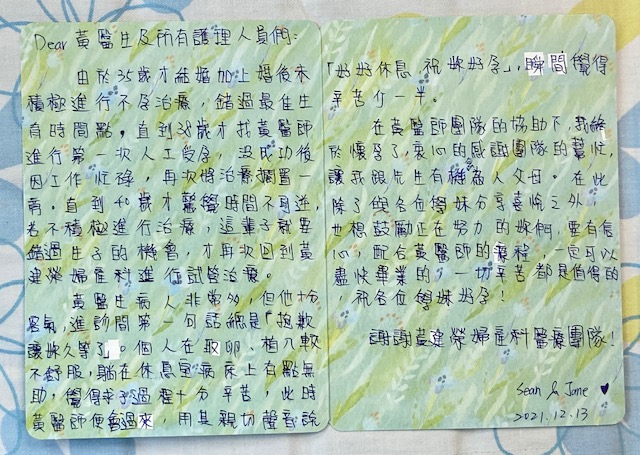 Dear 黃醫生及所有護理人員們:
由於35歲才結婚加上婚後未
積極進行不孕治療,錯過最佳生
育時間點。直到38歲才找黃醫師
進行第一次人工受孕,沒成功後
因工作忙碌,再次將治療擱置一
旁。直到40歲才驚覺時間不可逆,
若不積極進行治療,這輩子就要
錯過生子的機會,才再次回到黃
建榮婦產科進行試管治療。
黃醫生病人非常多,但他十分
客氣,進診間第一句話總是「抱歉
讓妳久等了」。個人在取卵、植入較
不舒服,躺在休息室病床上有點無
助,覺得求子過程十分辛苦,此時
黃醫師便會過來,用其親切聲音說
「好好休息,祝妳好孕」,瞬間覺得
辛苦少一半。
在黃醫師團隊的協助下,我終
於懷孕了,衷心的感謝團隊的幫忙,
讓我跟先生有機會為人父母。在此
除了與各位學妹分享喜悅之外,
也想鼓勵正在努力的妳們,要有信
心,配合黃醫師的療程,一定可以
盡快畢業的,一切辛苦都是值得的
,祝各位學妹好孕!
謝謝黃建榮婦產科醫療團隊!
Sean & Jane ♥
2021.12.13